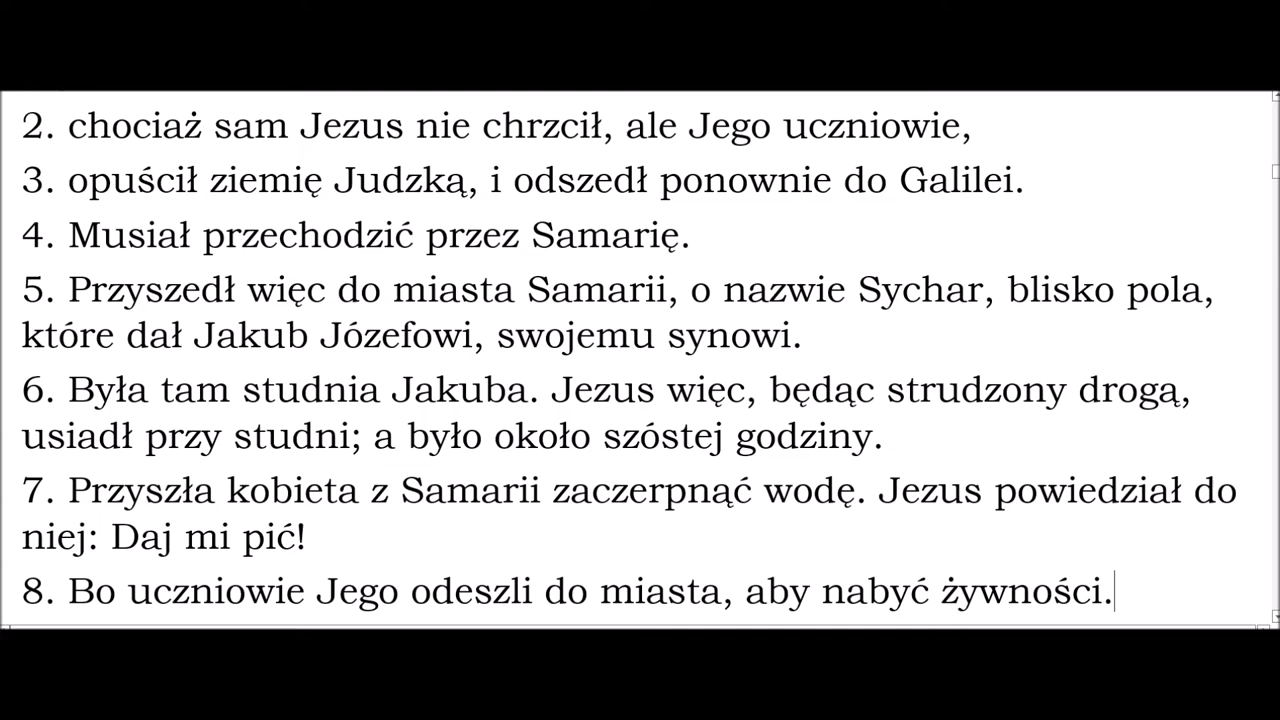 2. chociaż sam Jezus nie chrzcił, ale Jego uczniowie,
3. opuścił ziemię Judzką, i odszedł ponownie do Galilei.
4. Musiał przechodzić przez Samarię.
5. Przyszedł więc do miasta Samarii, o nazwie Sychar, blisko pola,
które dał Jakub Józefowi, swojemu synowi.
6. Była tam studnia Jakuba. Jezus więc, będąc strudzony drogą,
usiadł przy studni; a było około szóstej godziny.
7. Przyszła kobieta z Samarii zaczerpnąć wodę. Jezus powiedział do
niej: Daj mi pić!
8. Bo uczniowie Jego odeszli do miasta, aby nabyć żywności.